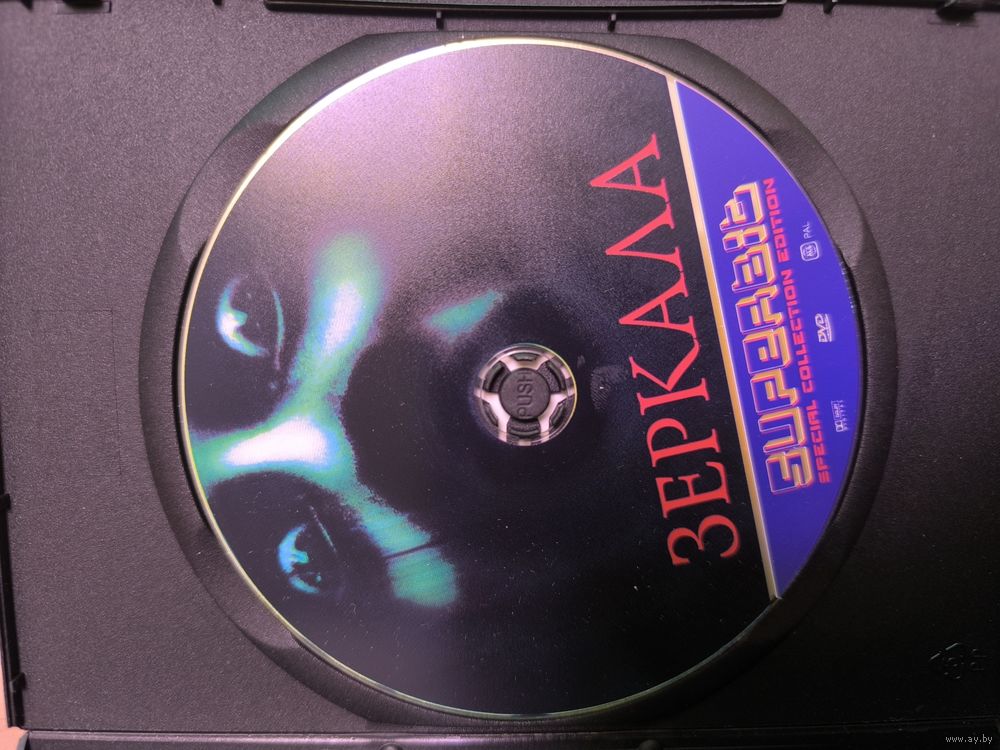 ЗЕРКАЛА
SUPERBIT
SPECIAL COLLECTION EDITION
PAL
DVD
PUSH
www.ay.by